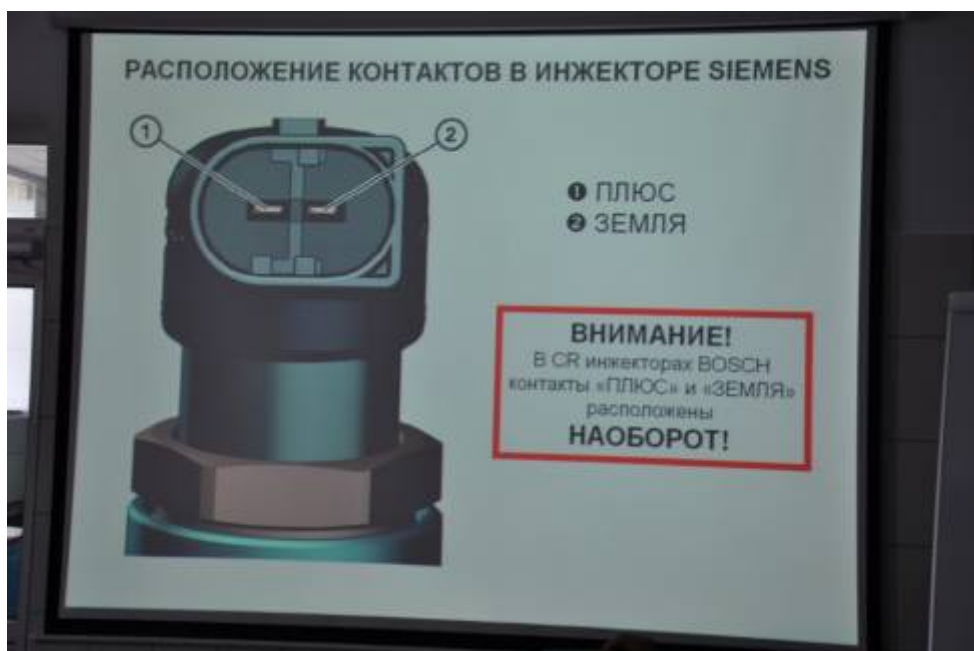 РАСПОЛОЖЕНИЕ КОНТАКТОВ В ИНЖЕКТОРЕ SIEMENS
1
2
❶ ПЛЮС
❷ ЗЕМЛЯ
ВНИМАНИЕ!
В CR инжекторах BOSCH
контакты «ПЛЮС» и «ЗЕМЛЯ»
расположены
НАОБОРОТ!